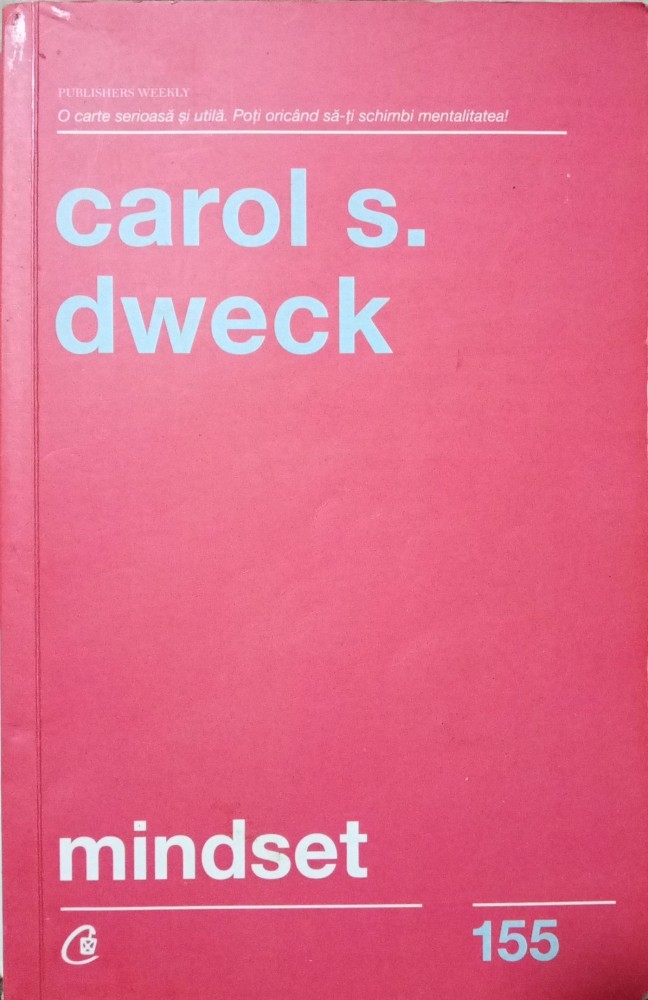 PUBLISHERS WEEKLY
O carte serioasă și utilă. Poți oricând să-ți schimbi mentalitatea!
carol s.
dweck
mindset
155